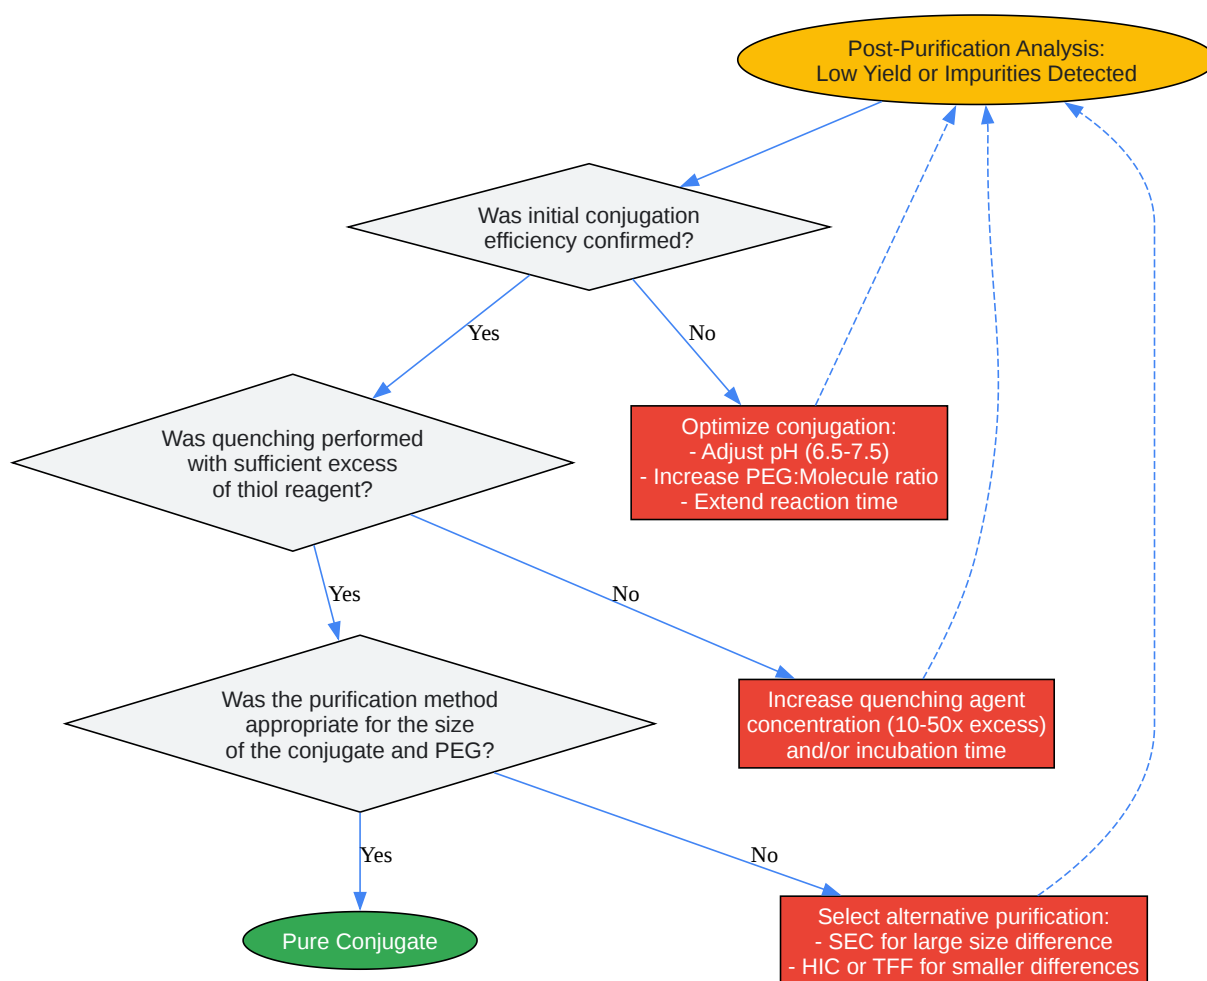 Post-Purification Analysis:
Low Yield or Impurities Detected
Was initial conjugation
efficiency confirmed?
Yes
No
Was quenching performed
with sufficient excess
of thiol reagent?
Optimize conjugation:
- Adjust pH (6.5-7.5)
- Increase PEG:Molecule ratio
- Extend reaction time
Yes
No
Was the purification method
appropriate for the size
of the conjugate and PEG?
Increase quenching agent
concentration (10-50x excess)
and/or incubation time
Yes
No
Pure Conjugate
Select alternative purification:
- SEC for large size difference
- HIC or TFF for smaller differences